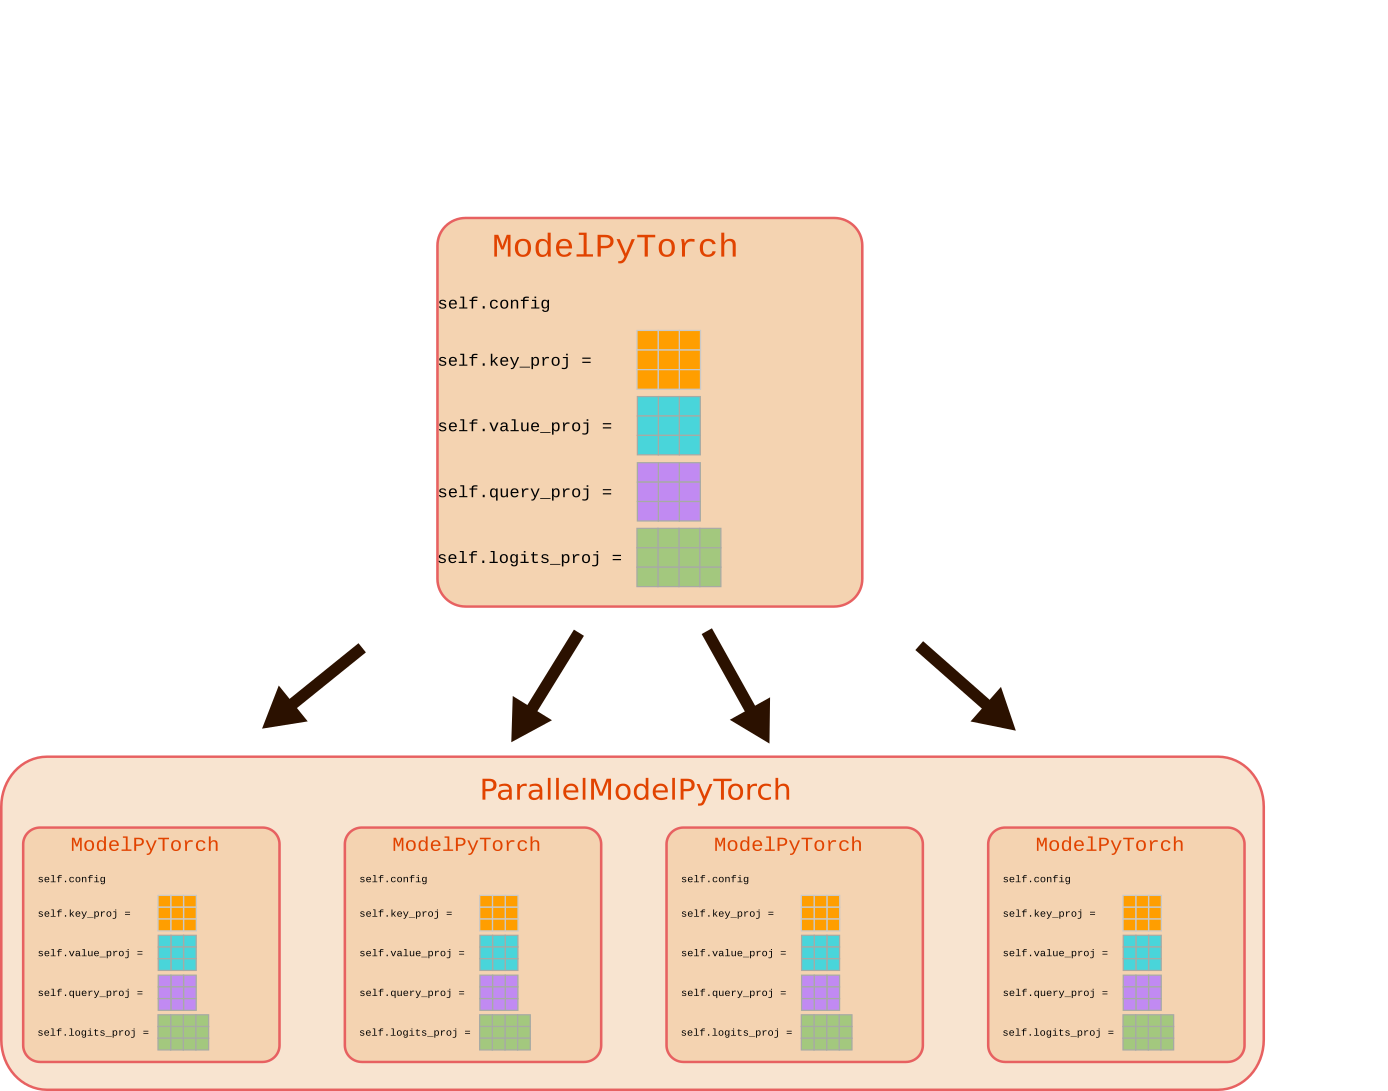 ModelPyTorch
self.config
self.key_proj =
self.value_proj =
self.query_proj =
self.logits_proj =
ParallelModelPyTorch
ModelPyTorch
self.config
self.key_proj =
self.value_proj =
self.query_proj =
self.logits_proj =
ModelPyTorch
self.config
self.key_proj =
self.value_proj =
self.query_proj =
self.logits_proj =
ModelPyTorch
self.config
self.key_proj =
self.value_proj =
self.query_proj =
self.logits_proj =
ModelPyTorch
self.config
self.key_proj =
self.value_proj =
self.query_proj =
self.logits_proj =